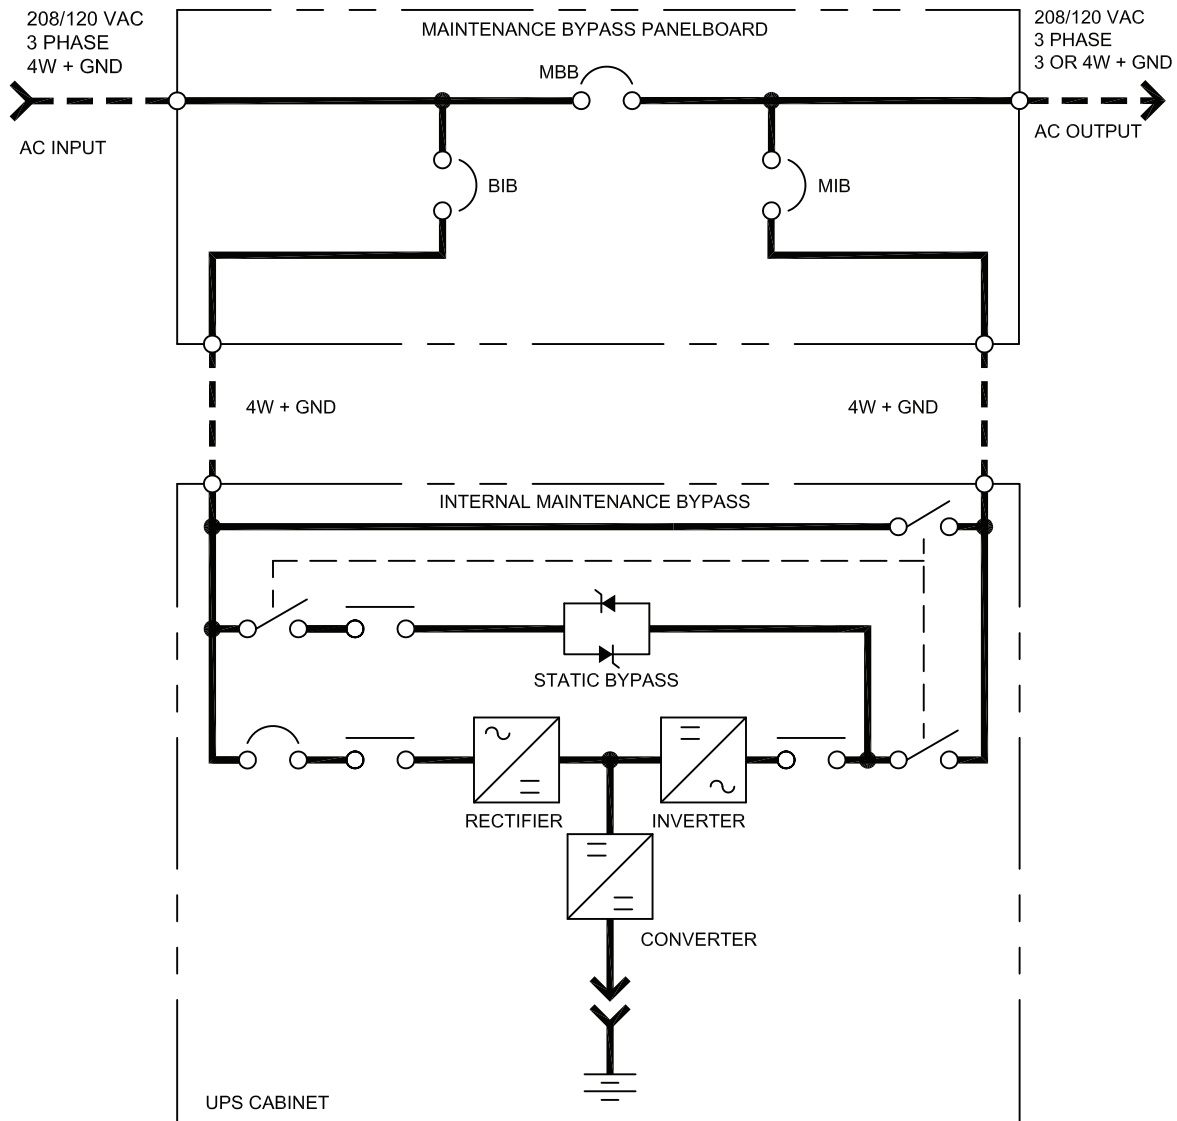 208/120 VAC
3 PHASE
4W + GND
MAINTENANCE BYPASS PANELBOARD
208/120 VAC
3 PHASE
3 OR 4W + GND
MBB
AC INPUT
AC OUTPUT
BIB
MIB
4W + GND
4W + GND
INTERNAL MAINTENANCE BYPASS
STATIC BYPASS
RECTIFIER
INVERTER
CONVERTER
UPS CABINET